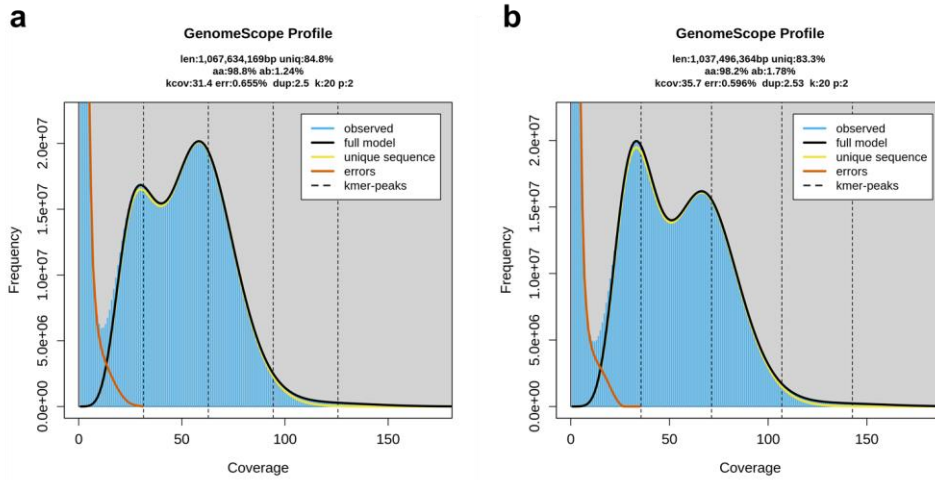 a
GenomeScope Profile
len:1,067,634,169bp uniq:84.8%
aa:98.8% ab:1.24%
kcov:31.4 err:0.655% dup:2.5 k:20 p:2
observed
full model
unique sequence
errors
kmer-peaks
Frequency
0.0e+00 5.0e+06 1.0e+07 1.5e+07 2.0e+07
0 50 100 150
Coverage
b
GenomeScope Profile
len:1,037,496,364bp uniq:83.3%
aa:98.2% ab:1.78%
kcov:35.7 err:0.596% dup:2.53 k:20 p:2
observed
full model
unique sequence
errors
kmer-peaks
Frequency
0.0e+00 5.0e+06 1.0e+07 1.5e+07 2.0e+07
0 50 100 150
Coverage